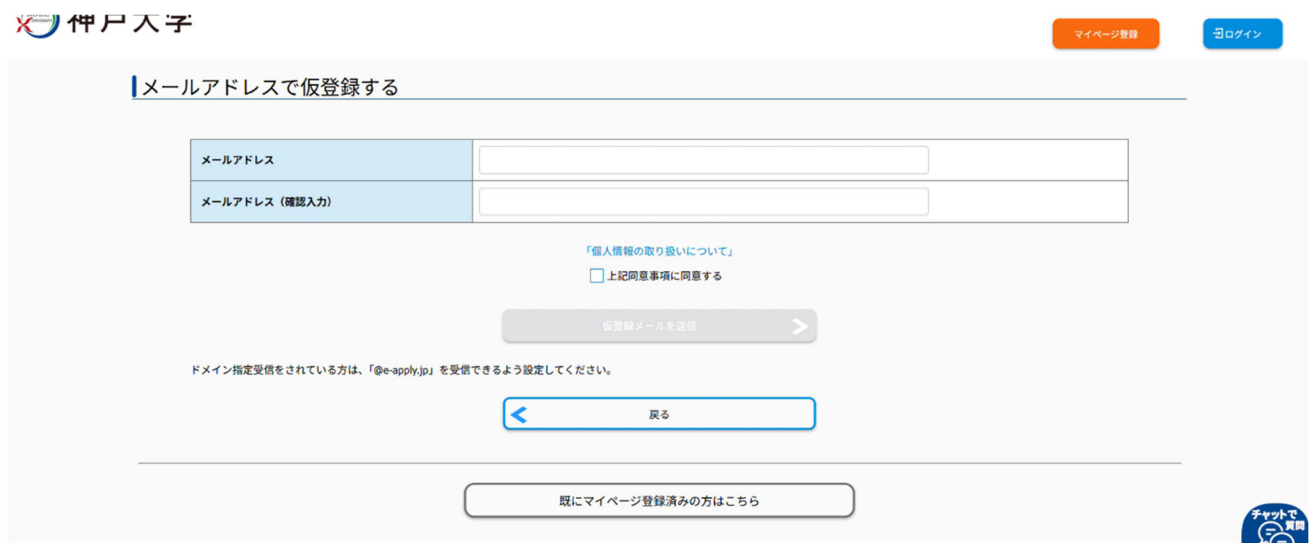 神戸大学
マイページ登録
ログイン
メールアドレスで仮登録する
メールアドレス
メールアドレス（確認入力）
「個人情報の取り扱いについて」
上記同意事項に同意する
仮登録メールを送信
ドメイン指定受信をされている方は、「@e-apply.jp」を受信できるよう設定してください。
戻る
既にマイページ登録済みの方はこちら
チャットで
質問